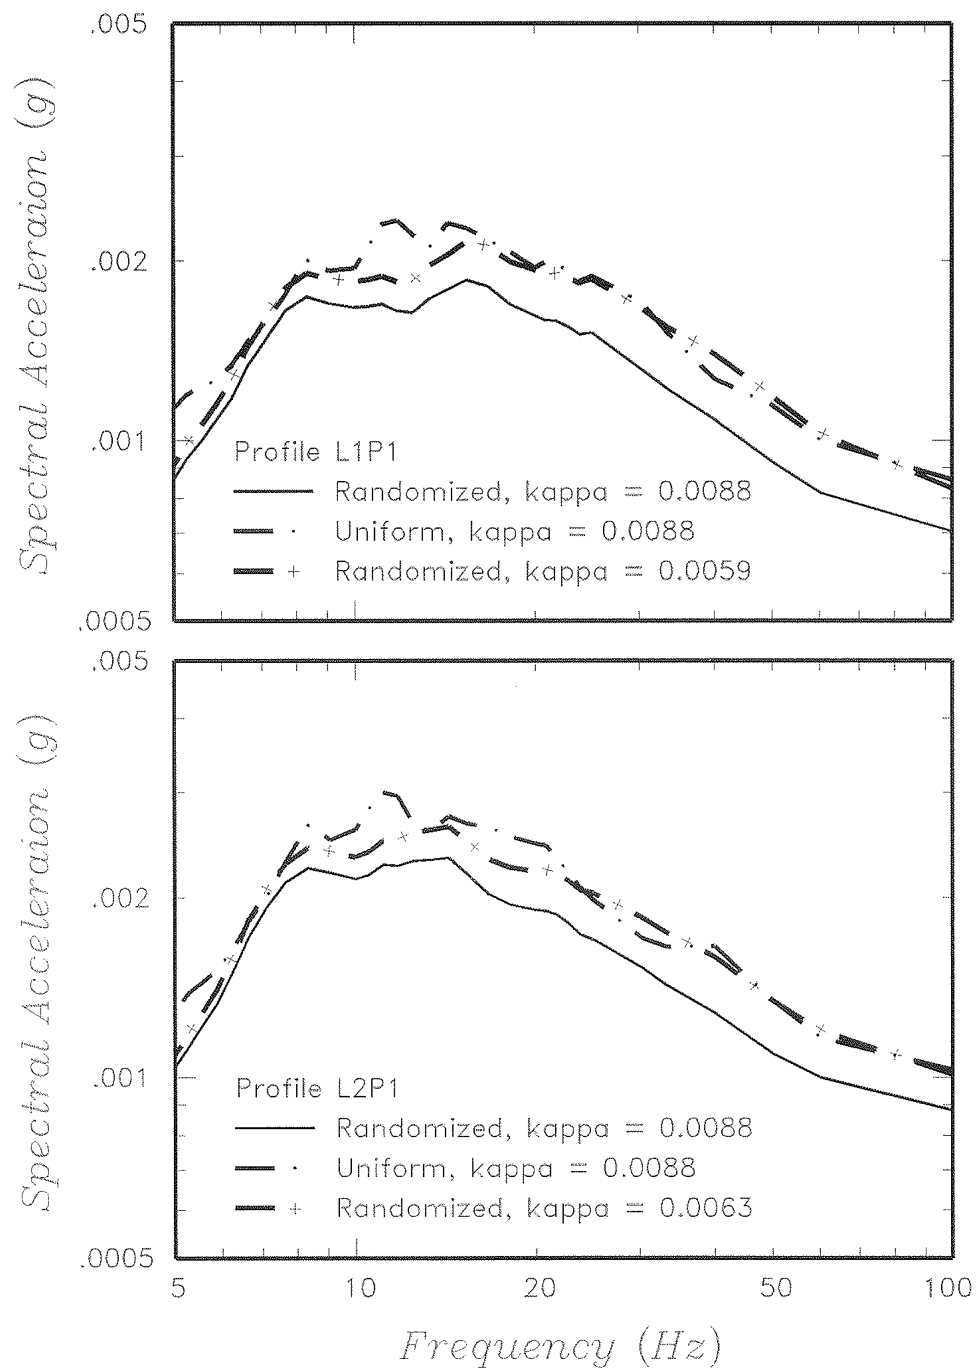 .005
.002
.001
.0005
Spectral Acceleraion (g)
Profile L1P1
Randomized, kappa = 0.0088
Uniform, kappa = 0.0088
Randomized, kappa = 0.0059
.005
.002
.001
.0005
Spectral Acceleraion (g)
Profile L2P1
Randomized, kappa = 0.0088
Uniform, kappa = 0.0088
Randomized, kappa = 0.0063
5 10 20 50 100
Frequency (Hz)